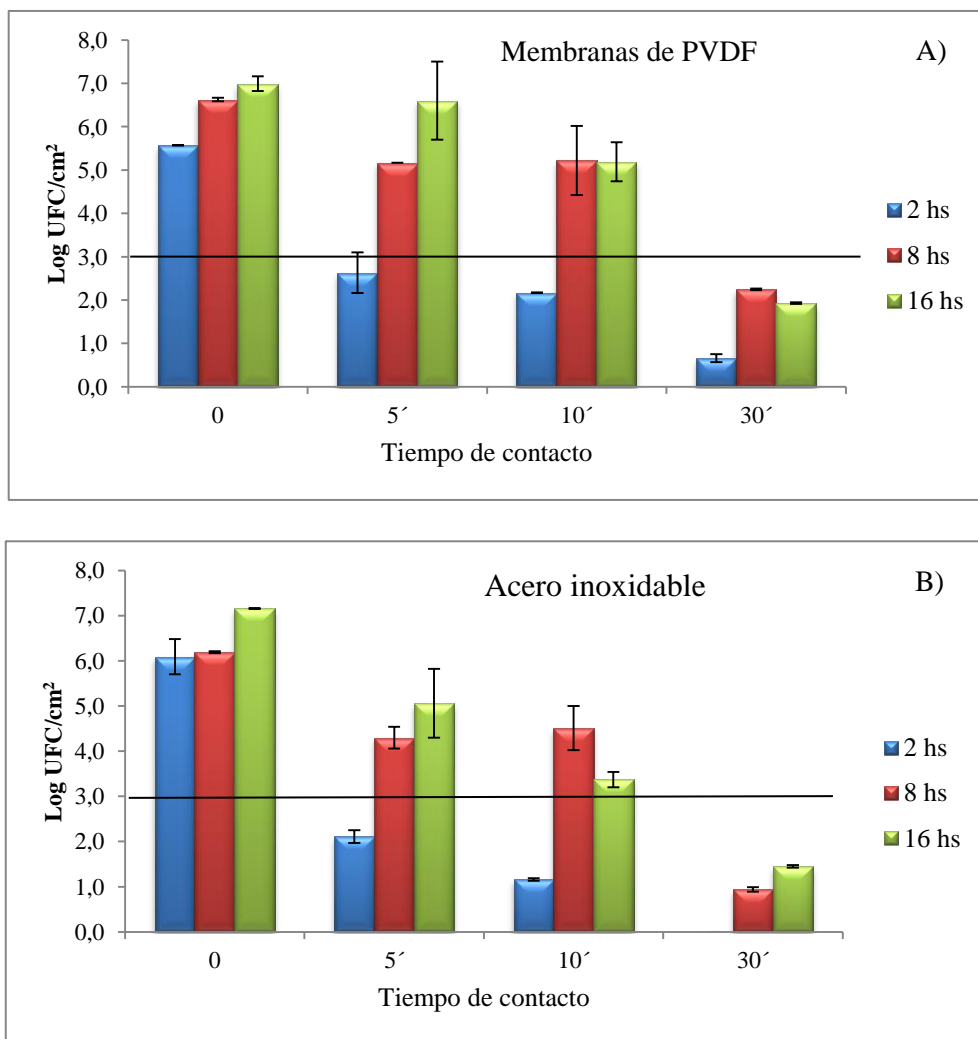 Membranas de PVDF
A)
8,0
7,0
6,0
5,0
4,0
3,0
2,0
1,0
0,0
Log UFC/cm²
0 5´ 10´ 30´
Tiempo de contacto
2 hs
8 hs
16 hs
Acero inoxidable
B)
8,0
7,0
6,0
5,0
4,0
3,0
2,0
1,0
0,0
Log UFC/cm²
0 5´ 10´ 30´
Tiempo de contacto
2 hs
8 hs
16 hs